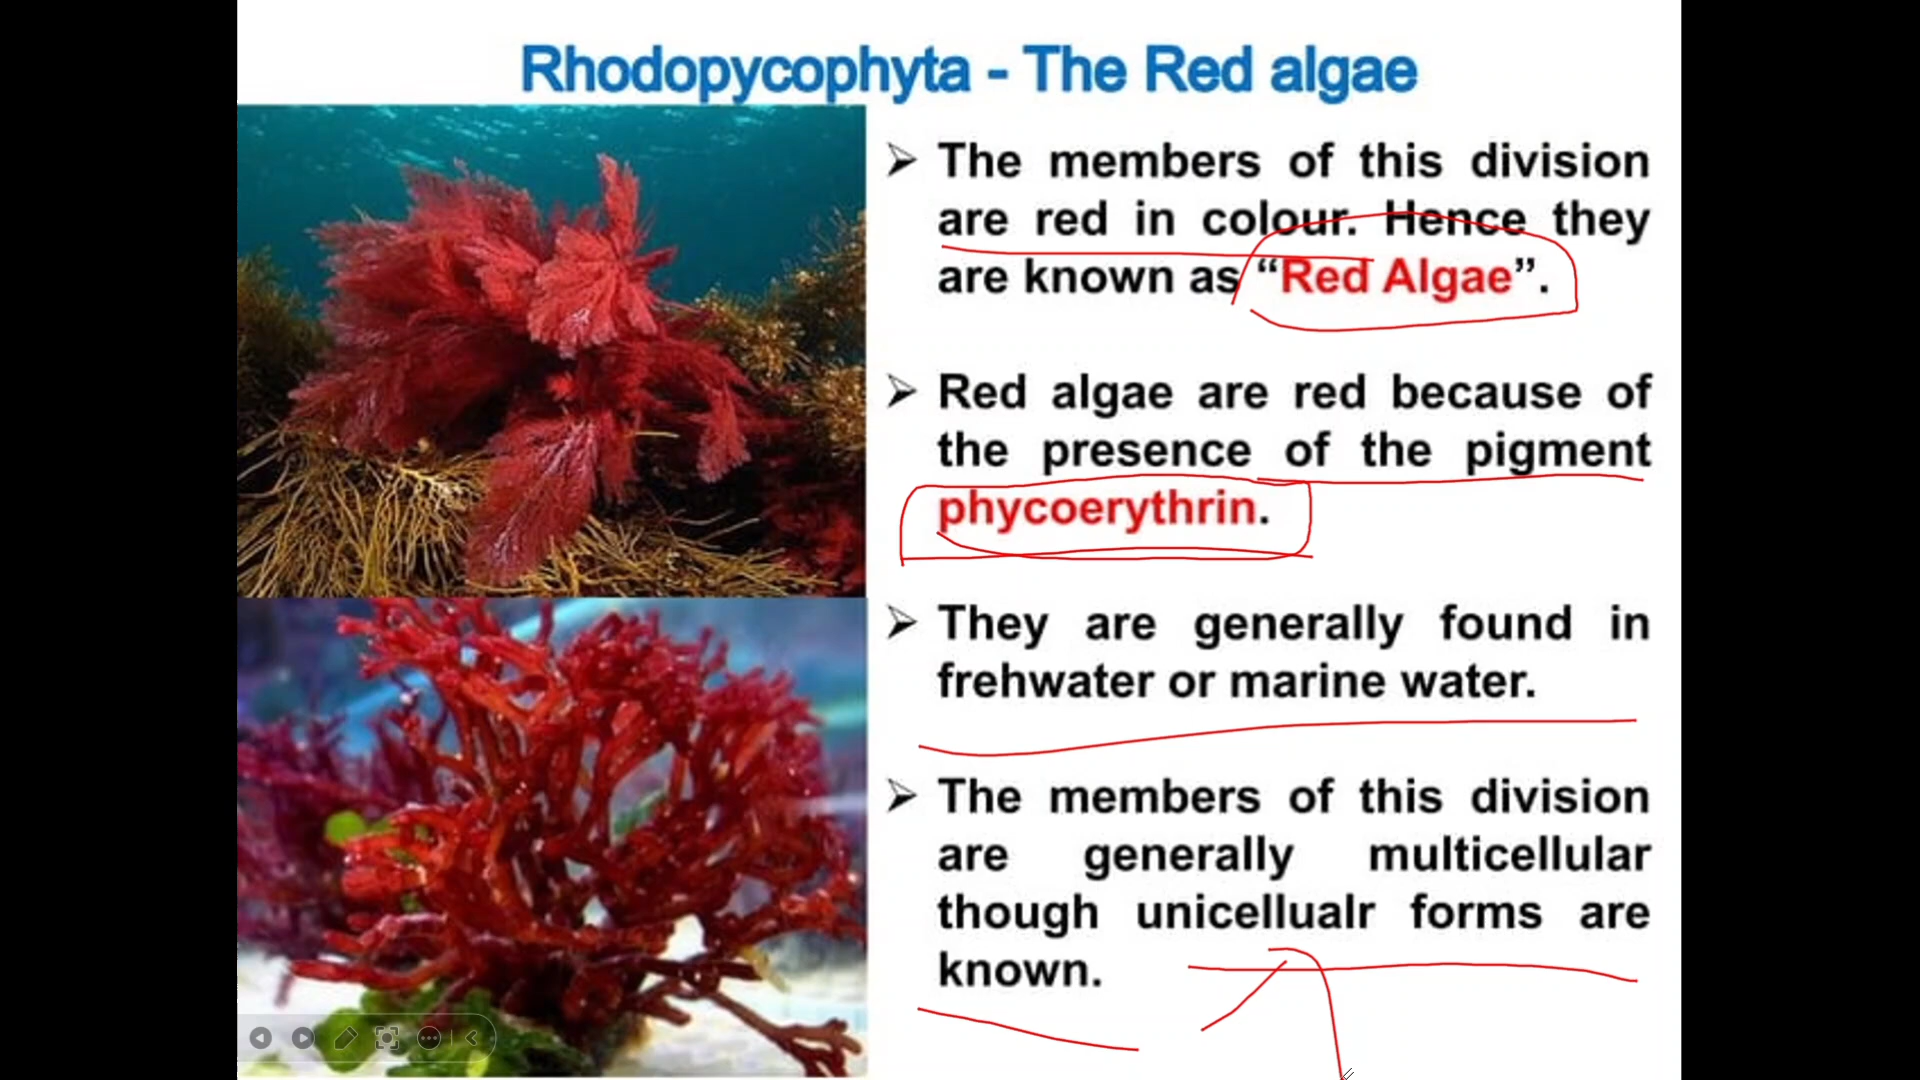 Rhodopycophyta - The Red algae
The members of this division
are red in colour. Hence they
are known as “Red Algae”.
Red algae are red because of
the presence of the pigment
phycoerythrin.
They are generally found in
frehwater or marine water.
The members of this division
are generally multicellular
though unicellualr forms are
known.